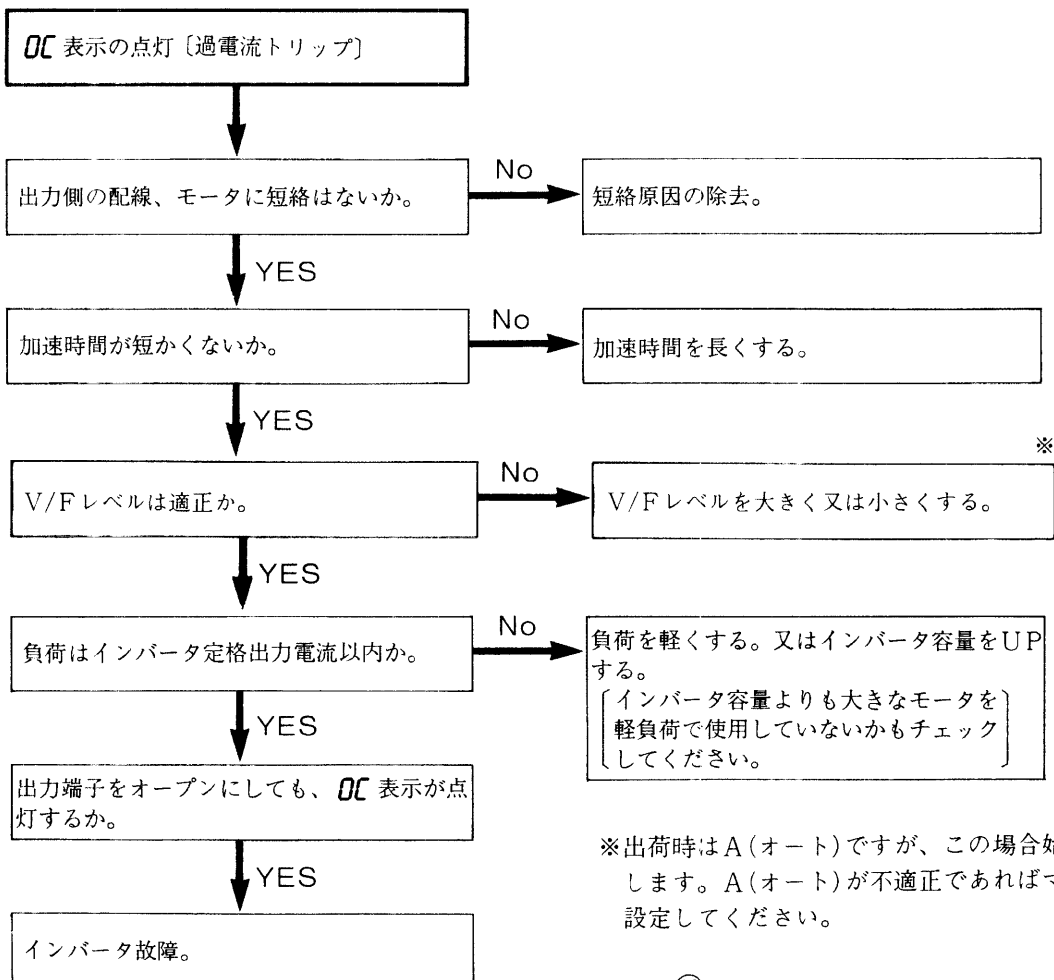 OC 表示の点灯〔過電流トリップ〕
出力側の配線、モータに短絡はないか。
No
短絡原因の除去。
YES
加速時間が短かくないか。
No
加速時間を長くする。
YES
※
V/Fレベルは適正か。
No
V/Fレベルを大きく又は小さくする。
YES
負荷はインバータ定格出力電流以内か。
No
負荷を軽くする。又はインバータ容量をUP
する。
インバータ容量よりも大きなモータを
軽負荷で使用していないかもチェック
してください。
YES
出力端子をオープンにしても、OC 表示が点
灯するか。
YES
インバータ故障。
※出荷時はA(オート)ですが、この場合
します。A(オート)が不適正であれば
設定してください。